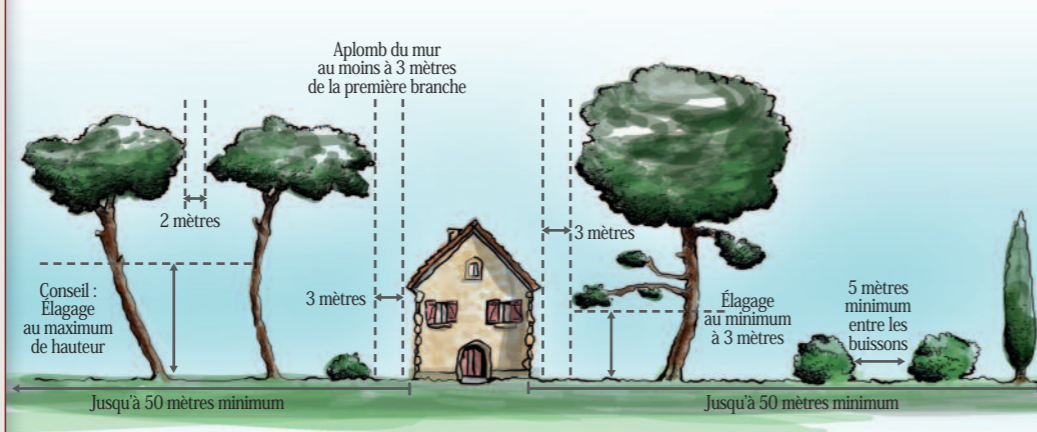 Aplomb du mur
au moins à 3 mètres
de la première branche
2 mètres
3 mètres
Conseil :
Élagage
au maximum
de hauteur
3 mètres
Élagage
au minimum
à 3 mètres
5 mètres
minimum
entre les
buissons
Jusqu'à 50 mètres minimum
Jusqu'à 50 mètres minimum